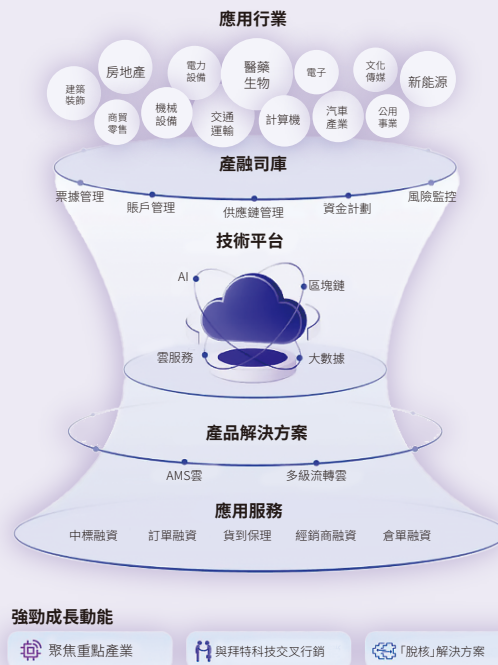 應用行業
建築
裝飾
房地產
電力
設備
醫藥
生物
電子
文化
傳媒
新能源
商貿
零售
機械
設備
交通
運輸
計算機
汽車
產業
公用
事業
產融司庫
票據管理
賬戶管理
供應鏈管理
資金計劃
風險監控
技術平台
AI
區塊鏈
雲服務
大數據
產品解決方案
AMS雲
多級流轉雲
應用服務
中標融資
訂單融資
貨到保理
經銷商融資
倉單融資
強勁成長動能
聚焦重點產業
與拜特科技交叉行銷
「脫核」解決方案